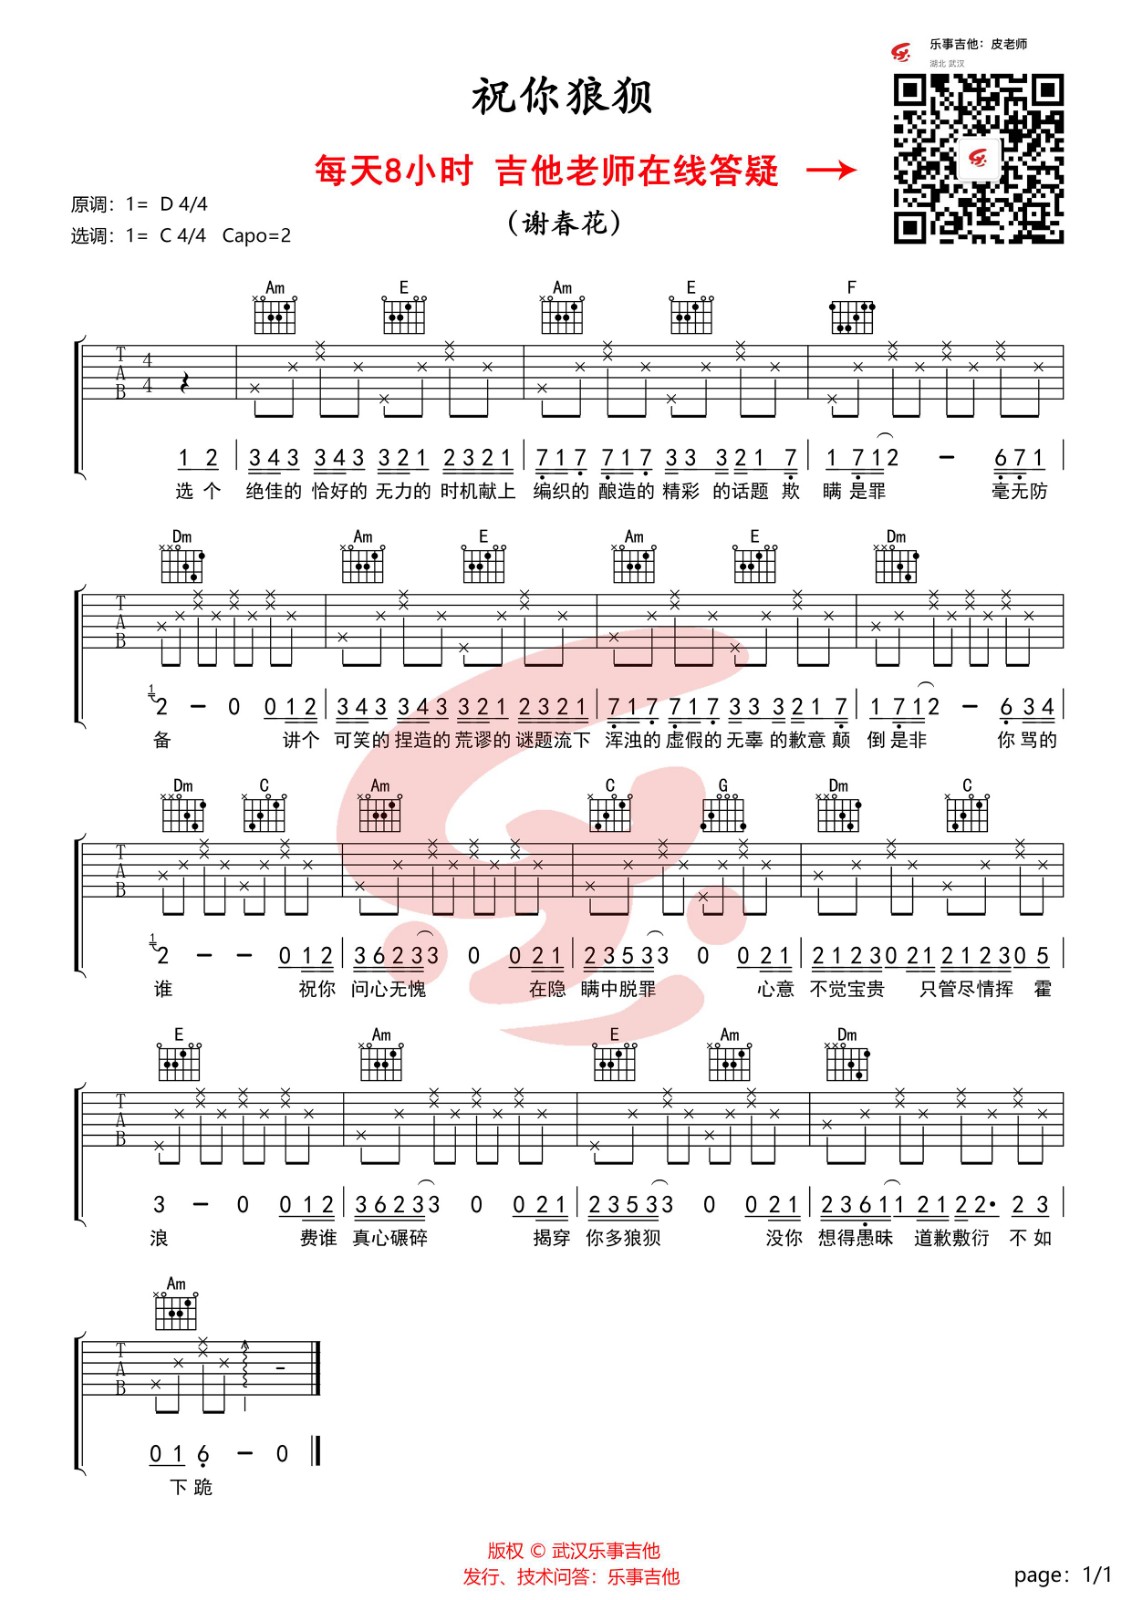 乐事吉他：皮老师
湖北 武汉
祝你狼狈
每天8小时 吉他老师在线答疑 →
(谢春花)
原调：1= D 4/4
选调：1= C 4/4 Capo=2
Am E Am E F
T A B 4 4
1 2 3 4 3 3 4 3 3 2 1 2 3 2 1 7 1 7 7 1 7 3 3 3 2 1 7 1 7 1 2 - 6 7 1
选个 绝佳的 恰好的 无力的 时机献上 编织的 酿造的 精彩 的话题 欺 瞒 是罪 毫无防
Dm Am E Am E Dm
T A B
1 2 - 0 0 1 2 3 4 3 3 4 3 3 2 1 2 3 2 1 7 1 7 7 1 7 3 3 3 2 1 7 1 7 1 2 - 6 3 4
备 讲个 可笑的 捏造的 荒谬的 谜题流下 浑浊的 虚假的 无辜 的歉意 颠 倒 是非 你 骂的
Dm C Am C G Dm C
T A B
1 2 - - 0 1 2 3 6 2 3 3 0 0 2 1 2 3 5 3 3 0 0 2 1 2 1 2 3 0 2 1 2 1 2 3 0 5
谁 祝你 问心无愧 在隐 瞒中脱罪 心意 不觉宝贵 只管尽情挥 霍
E Am E Am Dm
T A B
3 - 0 0 1 2 3 6 2 3 3 0 0 2 1 2 3 5 3 3 0 0 2 1 2 3 6 1 1 2 1 2 2• 2 3
浪 费谁 真心碾碎 揭穿 你多狼狈 没你 想得愚昧 道歉敷衍 不如
Am
T A B
0 1 6 - 0
下跪
版权 © 武汉乐事吉他
发行、技术问答：乐事吉他
page：1/1